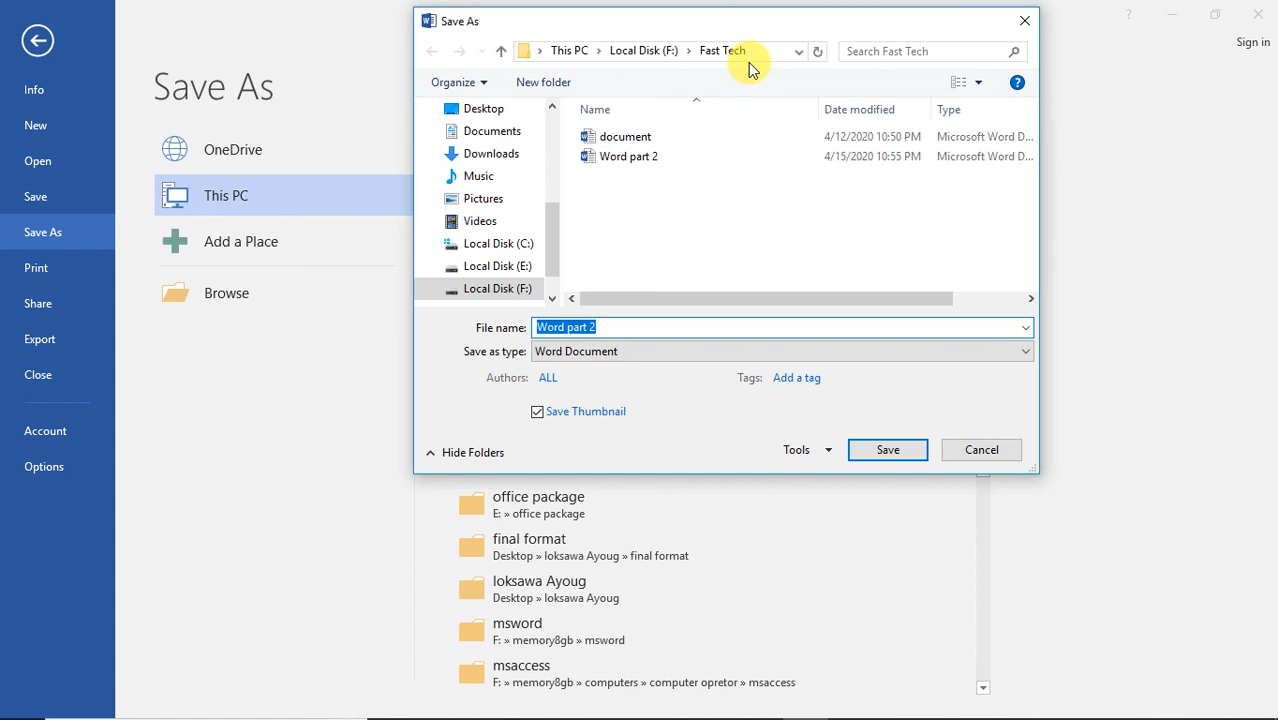 Save As
This PC > Local Disk (F:) > Fast Tech
Search Fast Tech
Organize
New folder
?
Sign in
Info
New
Open
Save
Save As
Print
Share
Export
Close
Account
Options
Save As
OneDrive
This PC
Add a Place
Browse
Desktop
Documents
Downloads
Music
Pictures
Videos
Local Disk (C:)
Local Disk (E:)
Local Disk (F:)
Name Date modified Type
document 4/12/2020 10:50 PM Microsoft Word D...
Word part 2 4/15/2020 10:55 PM Microsoft Word D...
File name: Word part 2
Save as type: Word Document
Authors: ALL Tags: Add a tag
Save Thumbnail
Hide Folders
Tools
Save
Cancel
office package
E: » office package
final format
Desktop » loksawa Ayoug » final format
loksawa Ayoug
Desktop » loksawa Ayoug
msword
F: » memory8gb » msword
msaccess
F: » memory8gb » computers » computer opretor » msaccess